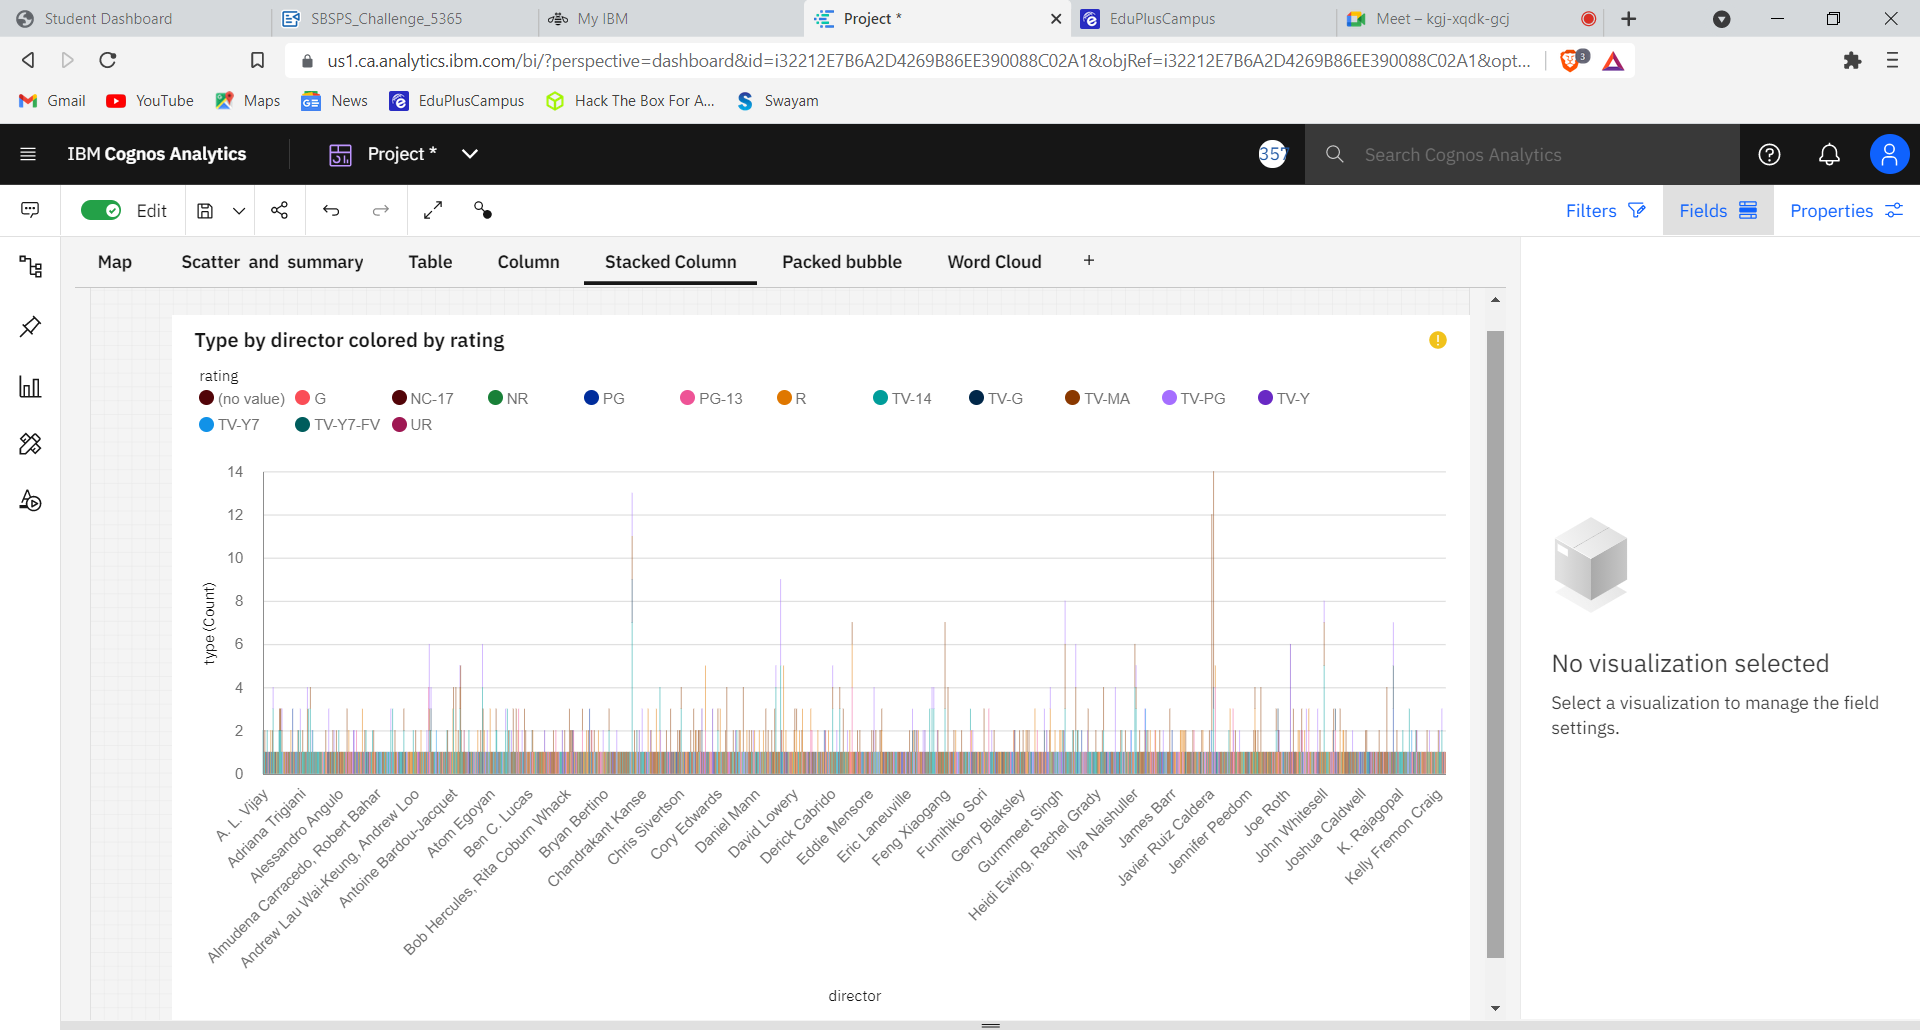 Student Dashboard SBSPS_Challenge_5365 My IBM Project * EduPlusCampus Meet – kgj-xqdk-gcj
us1.ca.analytics.ibm.com/bi/?perspective=dashboard&id=i32212E7B6A2D4269B86EE390088C02A1&objRef=i32212E7B6A2D4269B86EE390088C02A1&opt... 3
Gmail YouTube Maps News EduPlusCampus Hack The Box For A... Swayam
IBM Cognos Analytics Project * 357 Search Cognos Analytics
Edit Filters Fields Properties
Map Scatter and summary Table Column Stacked Column Packed bubble Word Cloud +
Type by director colored by rating
rating
(no value) G NC-17 NR PG PG-13 R TV-14 TV-G TV-MA TV-PG TV-Y
TV-Y7 TV-Y7-FV UR
14
12
10
8
6
4
2
0
type (Count)
A. L. Vijay
Adriana Trigiani
Alessandro Angulo
Almudena Carracedo, Robert Bahar
Andrew Lau Wai-Keung, Andrew Loo
Antoine Bardou-Jacquet
Atom Egoyan
Ben C. Lucas
Bob Hercules, Rita Coburn Whack
Bryan Bertino
Chandrakant Kanse
Chris Sivertson
Cory Edwards
Daniel Mann
David Lowery
Derick Cabrido
Eddie Mensore
Eric Laneuville
Feng Xiaogang
Fumihiko Sori
Gerry Blaksley
Gurmmeet Singh
Heidi Ewing, Rachel Grady
Ilya Naishuller
James Barr
Javier Ruiz Caldera
Jennifer Peedom
Joe Roth
John Whitesell
Joshua Caldwell
K. Rajagopal
Kelly Fremon Craig
director
No visualization selected
Select a visualization to manage the field
settings.